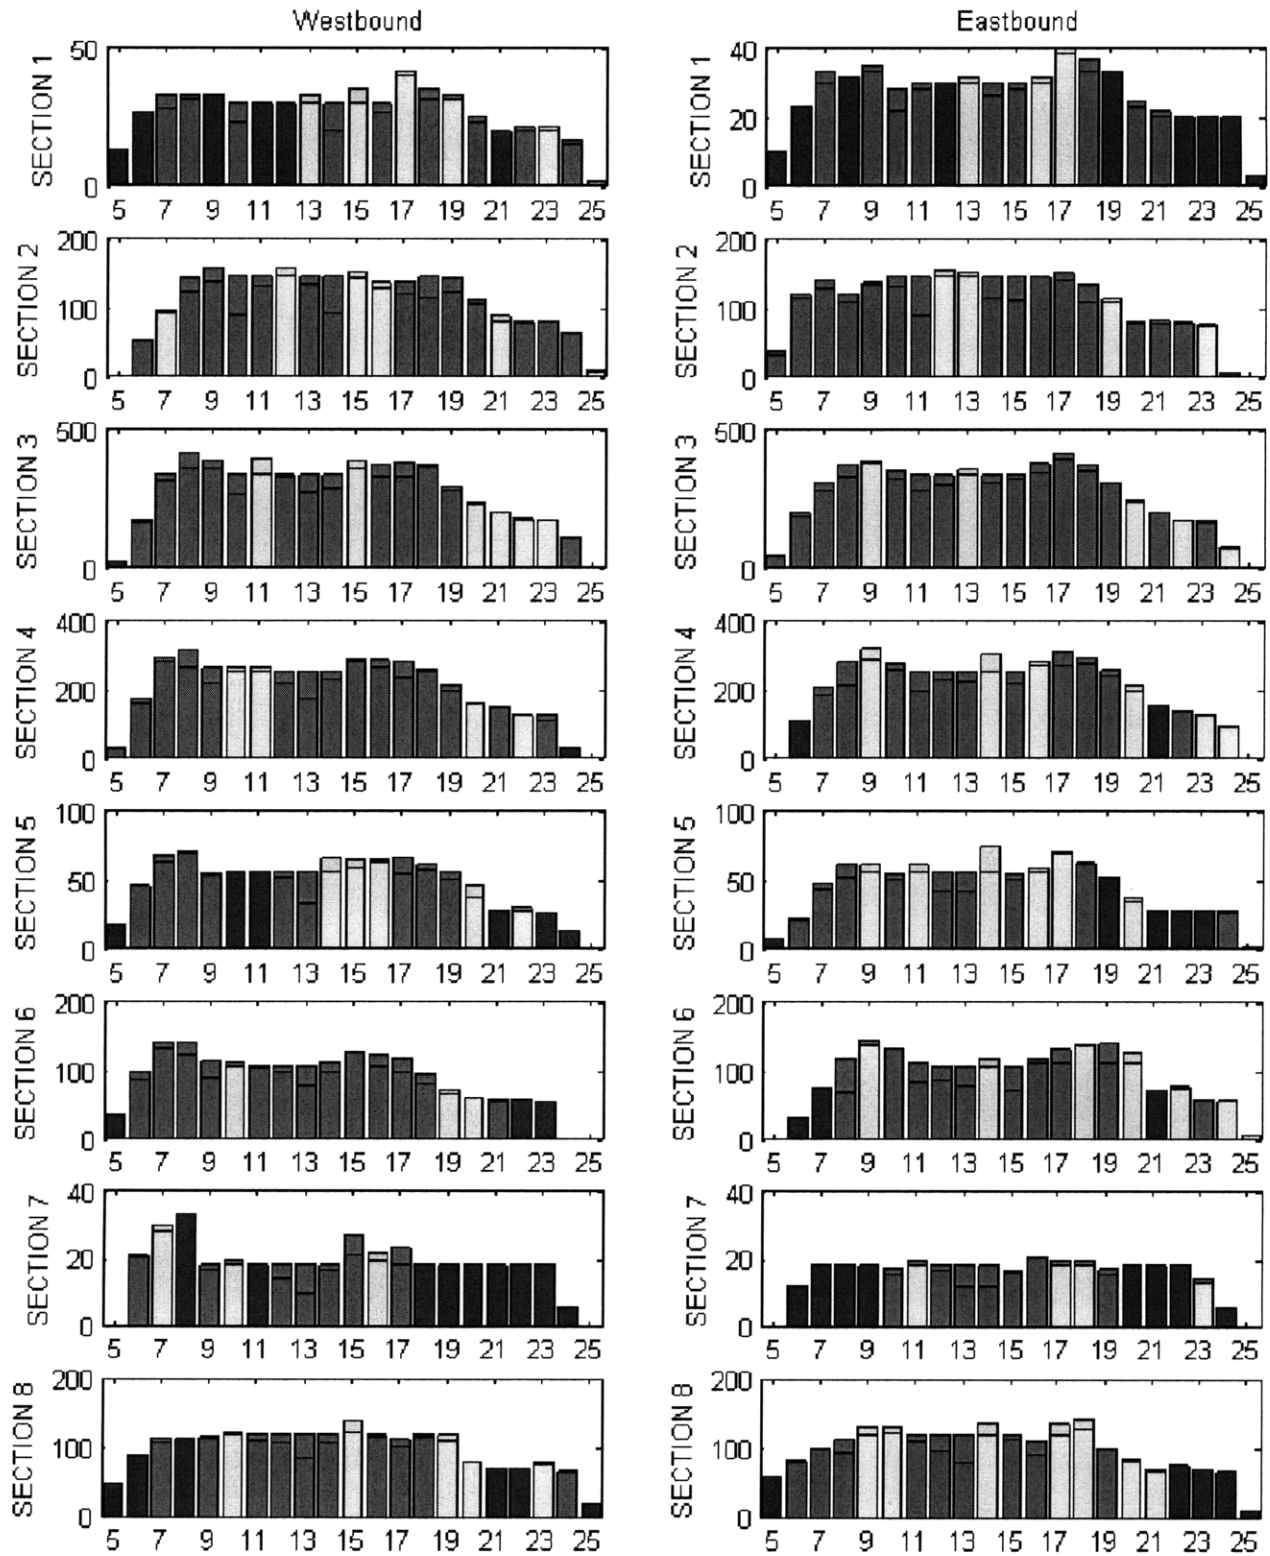 Westbound Eastbound
SECTION 1 50 0 5 7 9 11 13 15 17 19 21 23 25
SECTION 1 40 20 0 5 7 9 11 13 15 17 19 21 23 25
SECTION 2 200 100 0 5 7 9 11 13 15 17 19 21 23 25
SECTION 2 200 100 0 5 7 9 11 13 15 17 19 21 23 25
SECTION 3 500 0 5 7 9 11 13 15 17 19 21 23 25
SECTION 3 500 0 5 7 9 11 13 15 17 19 21 23 25
SECTION 4 400 200 0 5 7 9 11 13 15 17 19 21 23 25
SECTION 4 400 200 0 5 7 9 11 13 15 17 19 21 23 25
SECTION 5 100 50 0 5 7 9 11 13 15 17 19 21 23 25
SECTION 5 100 50 0 5 7 9 11 13 15 17 19 21 23 25
SECTION 6 200 100 0 5 7 9 11 13 15 17 19 21 23 25
SECTION 6 200 100 0 5 7 9 11 13 15 17 19 21 23 25
SECTION 7 40 20 0 5 7 9 11 13 15 17 19 21 23 25
SECTION 7 40 20 0 5 7 9 11 13 15 17 19 21 23 25
SECTION 8 200 100 0 5 7 9 11 13 15 17 19 21 23 25
SECTION 8 200 100 0 5 7 9 11 13 15 17 19 21 23 25